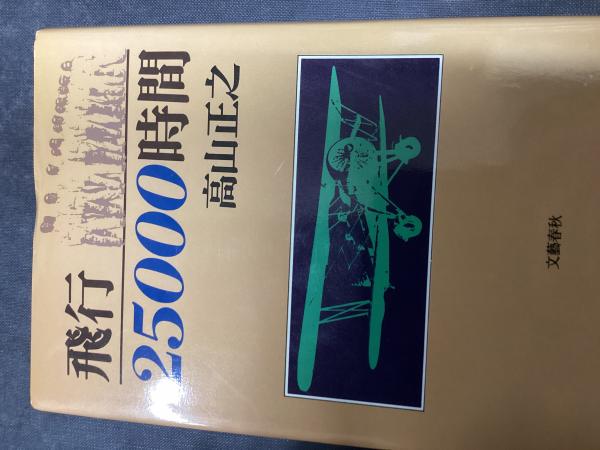 飛行
25000時間
高山正之
文藝春秋